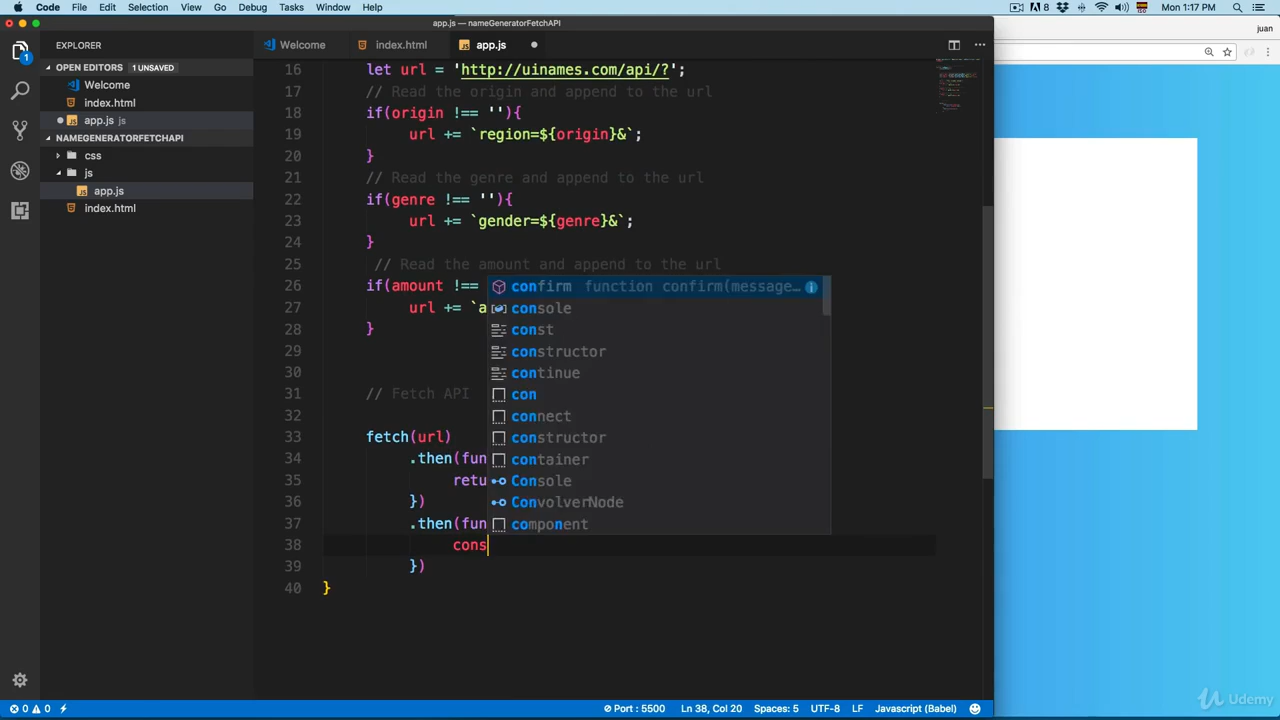 Code File Edit Selection View Go Debug Tasks Window Help
8 Mon 1:17 PM
app.js — nameGeneratorFetchAPI
juan
EXPLORER
OPEN EDITORS 1 UNSAVED
Welcome
index.html
app.js js
NAMEGENERATORFETCHAPI
css
js
app.js
index.html
1
Welcome index.html app.js
16 let url = 'http://uinames.com/api/?';
17 // Read the origin and append to the url
18 if(origin !== ''){
19 url += `region=${origin}&`;
20 }
21 // Read the genre and append to the url
22 if(genre !== ''){
23 url += `gender=${genre}&`;
24 }
25 // Read the amount and append to the url
26 if(amount !==
27 url += `a
28 }
29
30
31 // Fetch API
32
33 fetch(url)
34 .then(fun
35 retu
36 })
37 .then(fun
38 cons
39 })
40 }
confirm function confirm(message…
console
const
constructor
continue
con
connect
constructor
container
Console
ConvolverNode
component
0 0 Port : 5500 Ln 38, Col 20 Spaces: 5 UTF-8 LF Javascript (Babel)
Udemy